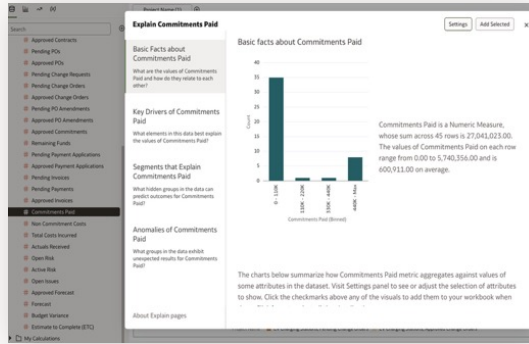 Project Name (2)
Explain Commitments Paid
Settings
Add Selected
Search
Approved Contracts
Pending POs
Approved POs
Pending Change Requests
Pending Change Orders
Approved Change Orders
Pending PO Amendments
Approved PO Amendments
Approved Commitments
Remaining Funds
Pending Payment Applications
Approved Payment Applications
Pending Invoices
Pending Payments
Approved Invoices
Commitments Paid
Non Commitment Costs
Total Costs Incurred
Actuals Received
Open Risk
Active Risk
Open Issues
Approved Forecast
Forecast
Budget Variance
Estimate to Complete (ETC)
My Calculations
Basic Facts about
Commitments Paid
What are the values of Commitments
Paid and how do they relate to each
other?
Key Drivers of Commitments
Paid
What elements in this data best explain
the values of Commitments Paid?
Segments that Explain
Commitments Paid
What hidden groups in the data can
predict outcomes for Commitments
Paid?
Anomalies of Commitments
Paid
What groups in the data exhibit
unexpected results for Commitments
Paid?
About Explain pages
Basic facts about Commitments Paid
40
35
30
25
20
15
10
5
0
Count
0 - 110K
110K - 220K
330K - 440K
440K - Max
Commitments Paid (Binned)
Commitments Paid is a Numeric Measure,
whose sum across 45 rows is 27,041,023.00.
The values of Commitments Paid on each row
range from 0.00 to 5,740,356.00 and is
600,911.00 on average.
The charts below summarize how Commitments Paid metric aggregates against values of
some attributes in the dataset. Visit Settings panel to see or adjust the selection of attributes
to show. Click the checkmarks above any of the visuals to add them to your workbook when